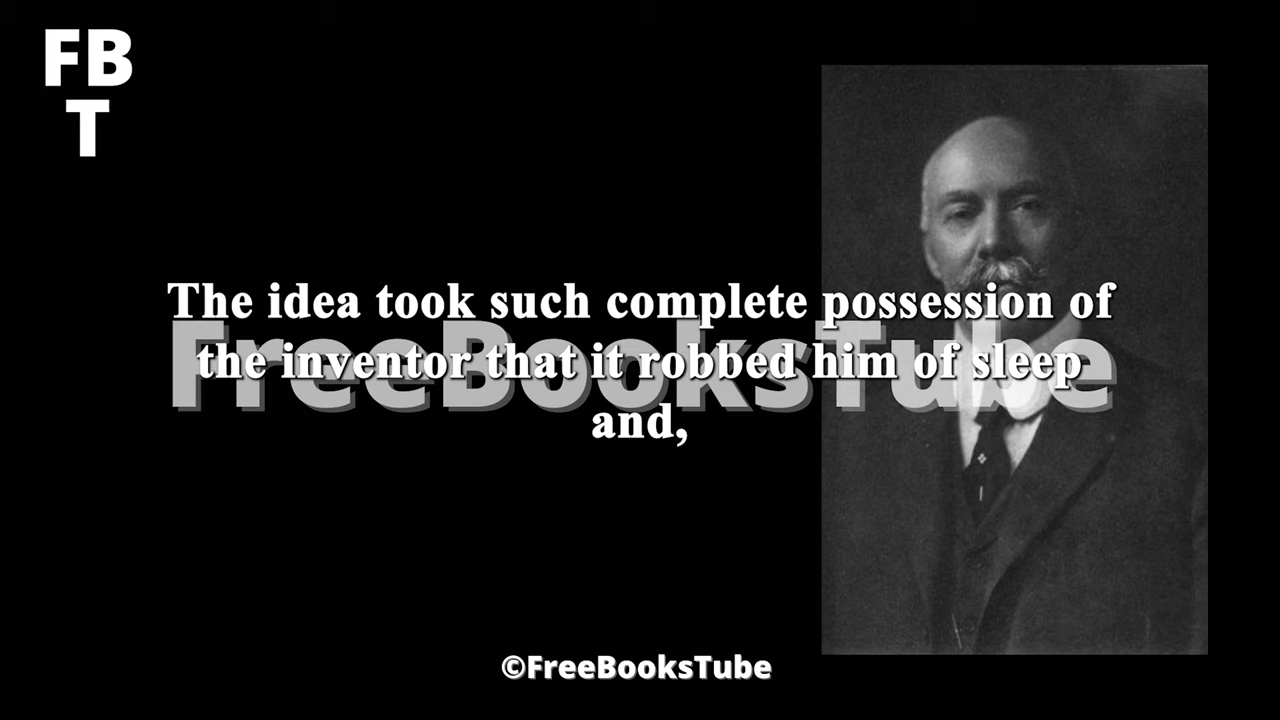 FB
T
The idea took such complete possession of
FreeBooksTube
the inventor that it robbed him of sleep
and,
©FreeBooksTube